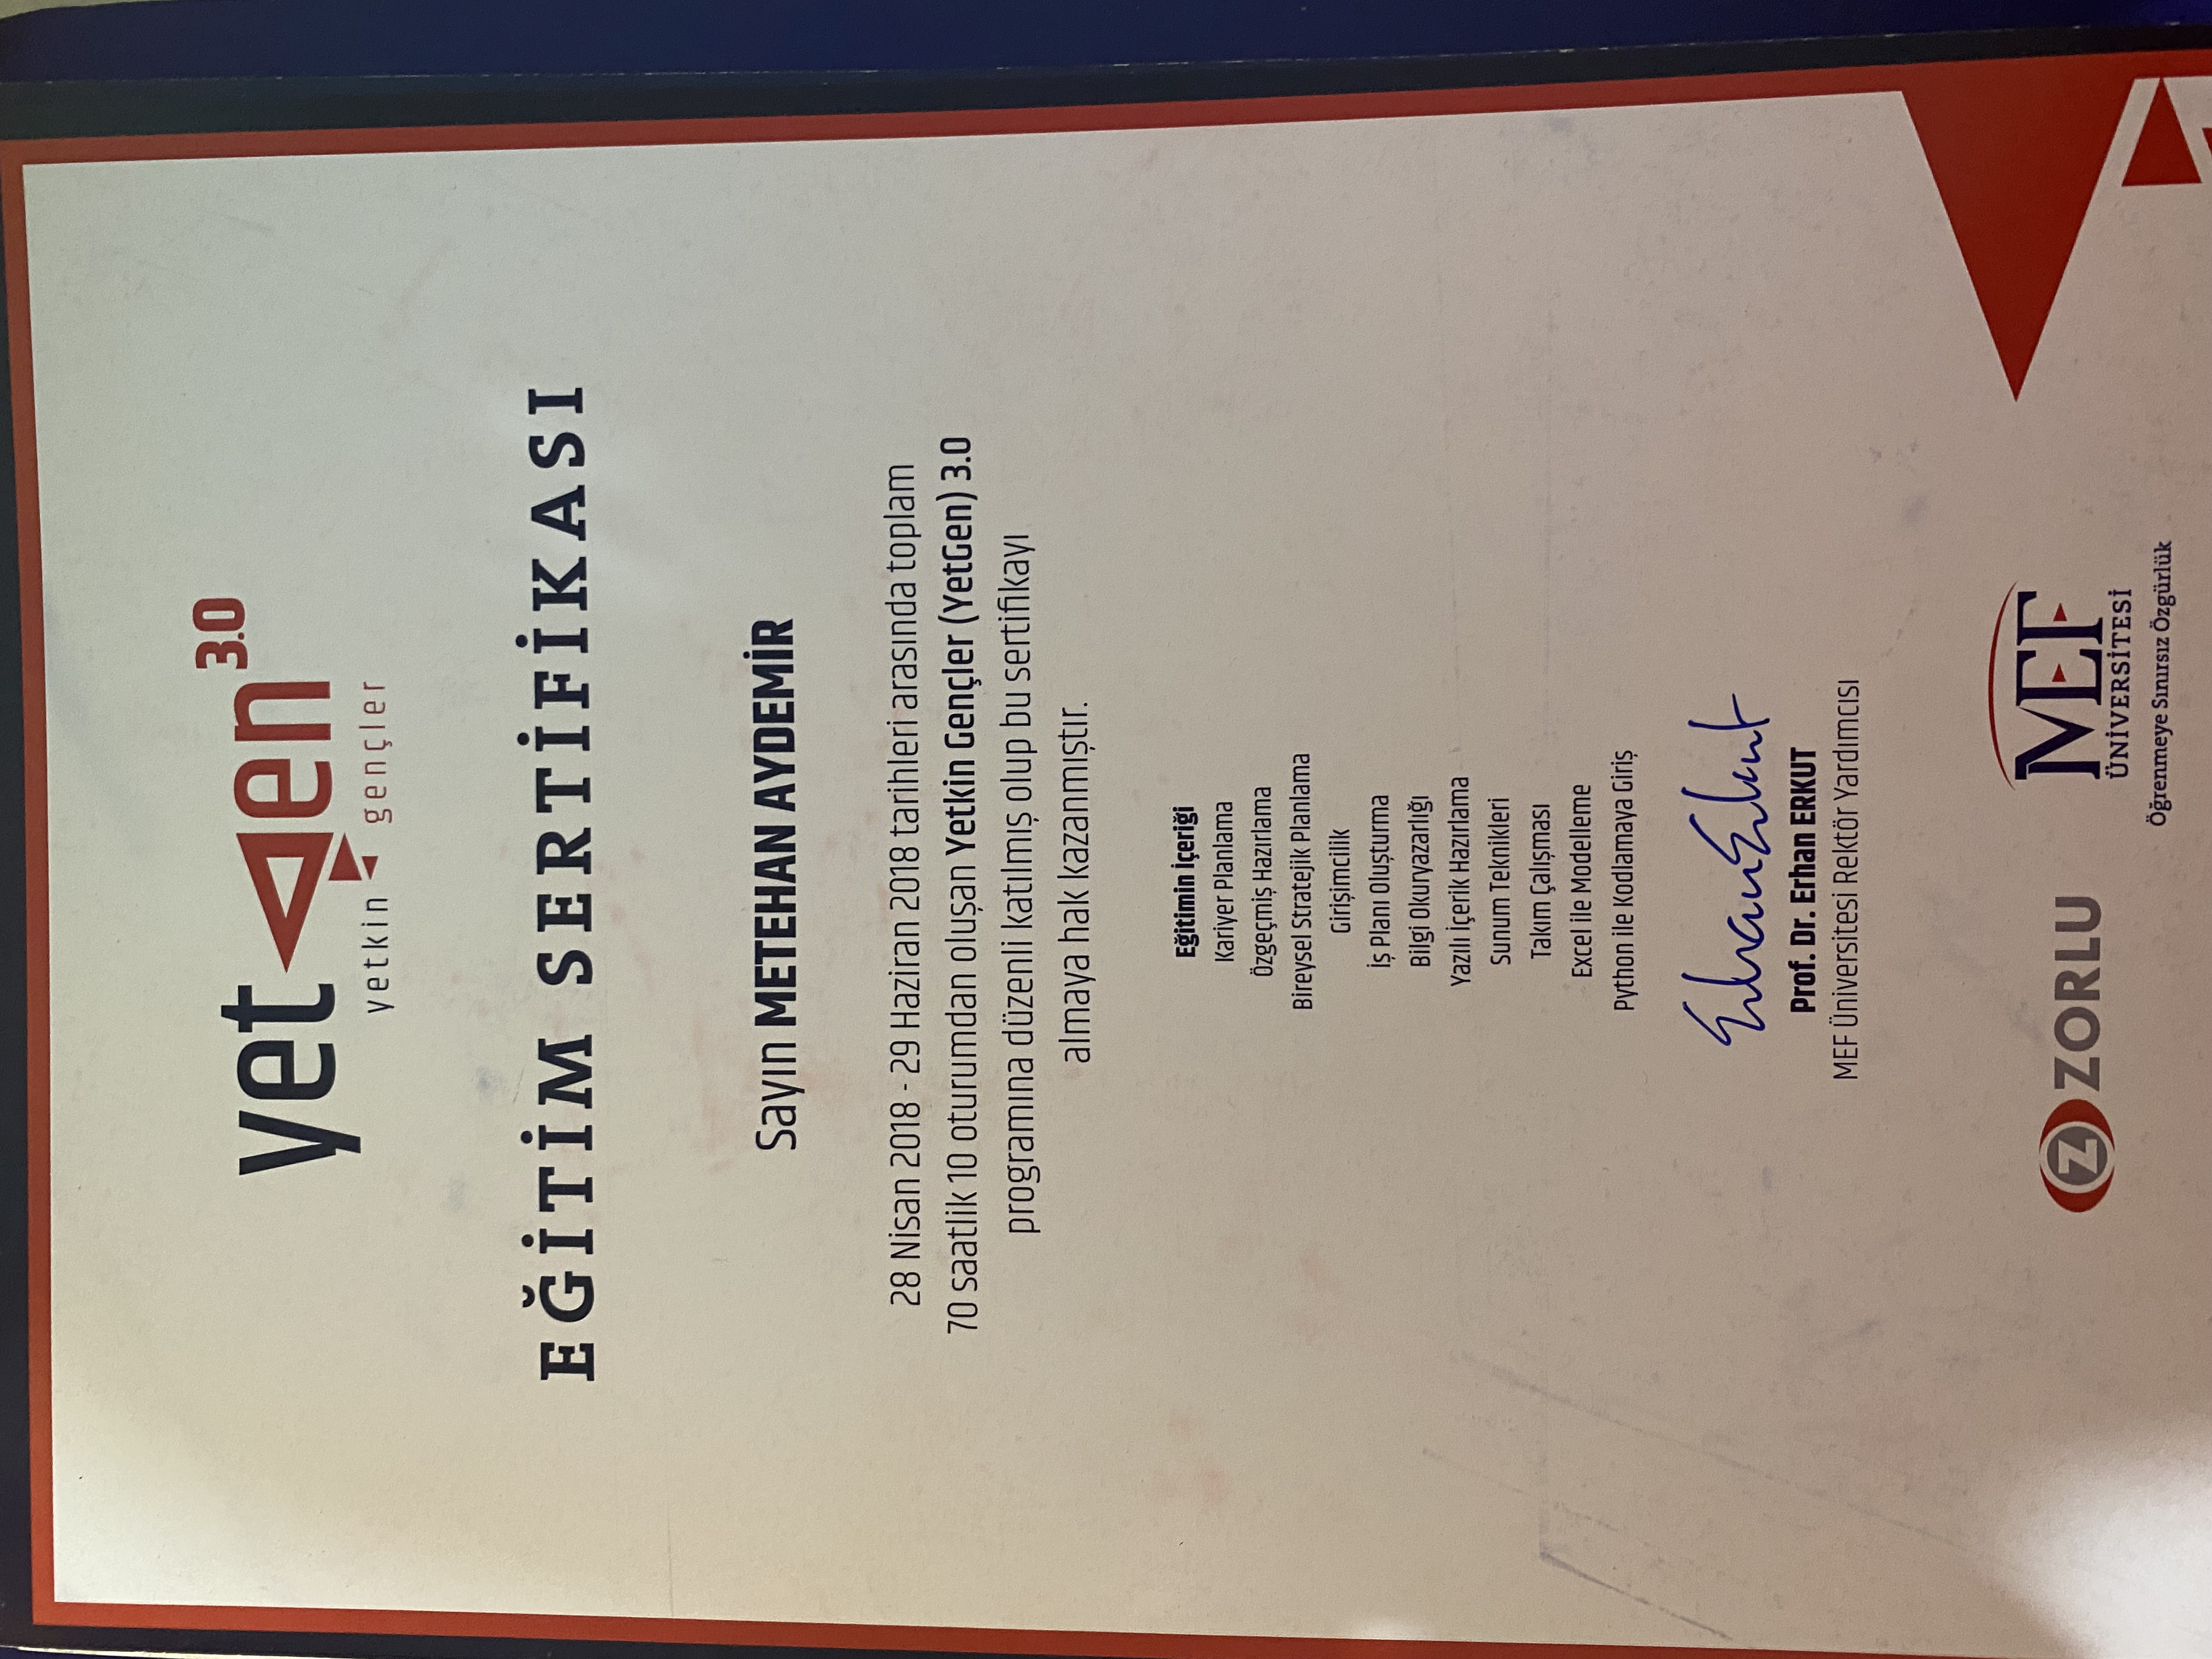 yetgen 3.0
yetkin gençler
EĞİTİM SERTİFİKASI
Sayın METEHAN AYDEMİR
28 Nisan 2018 - 29 Haziran 2018 tarihleri arasında toplam
70 saatlik 10 oturumdan oluşan Yetkin Gençler (YetGen) 3.0
programına düzenli katılmış olup bu sertifikayı
almaya hak kazanmıştır.
Eğitimin İçeriği
Kariyer Planlama
Özgeçmiş Hazırlama
Bireysel Stratejik Planlama
Girişimcilik
İş Planı Oluşturma
Bilgi Okuryazarlığı
Yazılı İçerik Hazırlama
Sunum Teknikleri
Takım Çalışması
Excel ile Modelleme
Python ile Kodlamaya Giriş
Erhan Erkut
Prof. Dr. Erhan ERKUT
MEF Üniversitesi Rektör Yardımcısı
Z ZORLU
MEF
ÜNİVERSİTESİ
Öğrenmeye Sınırsız Özgürlük